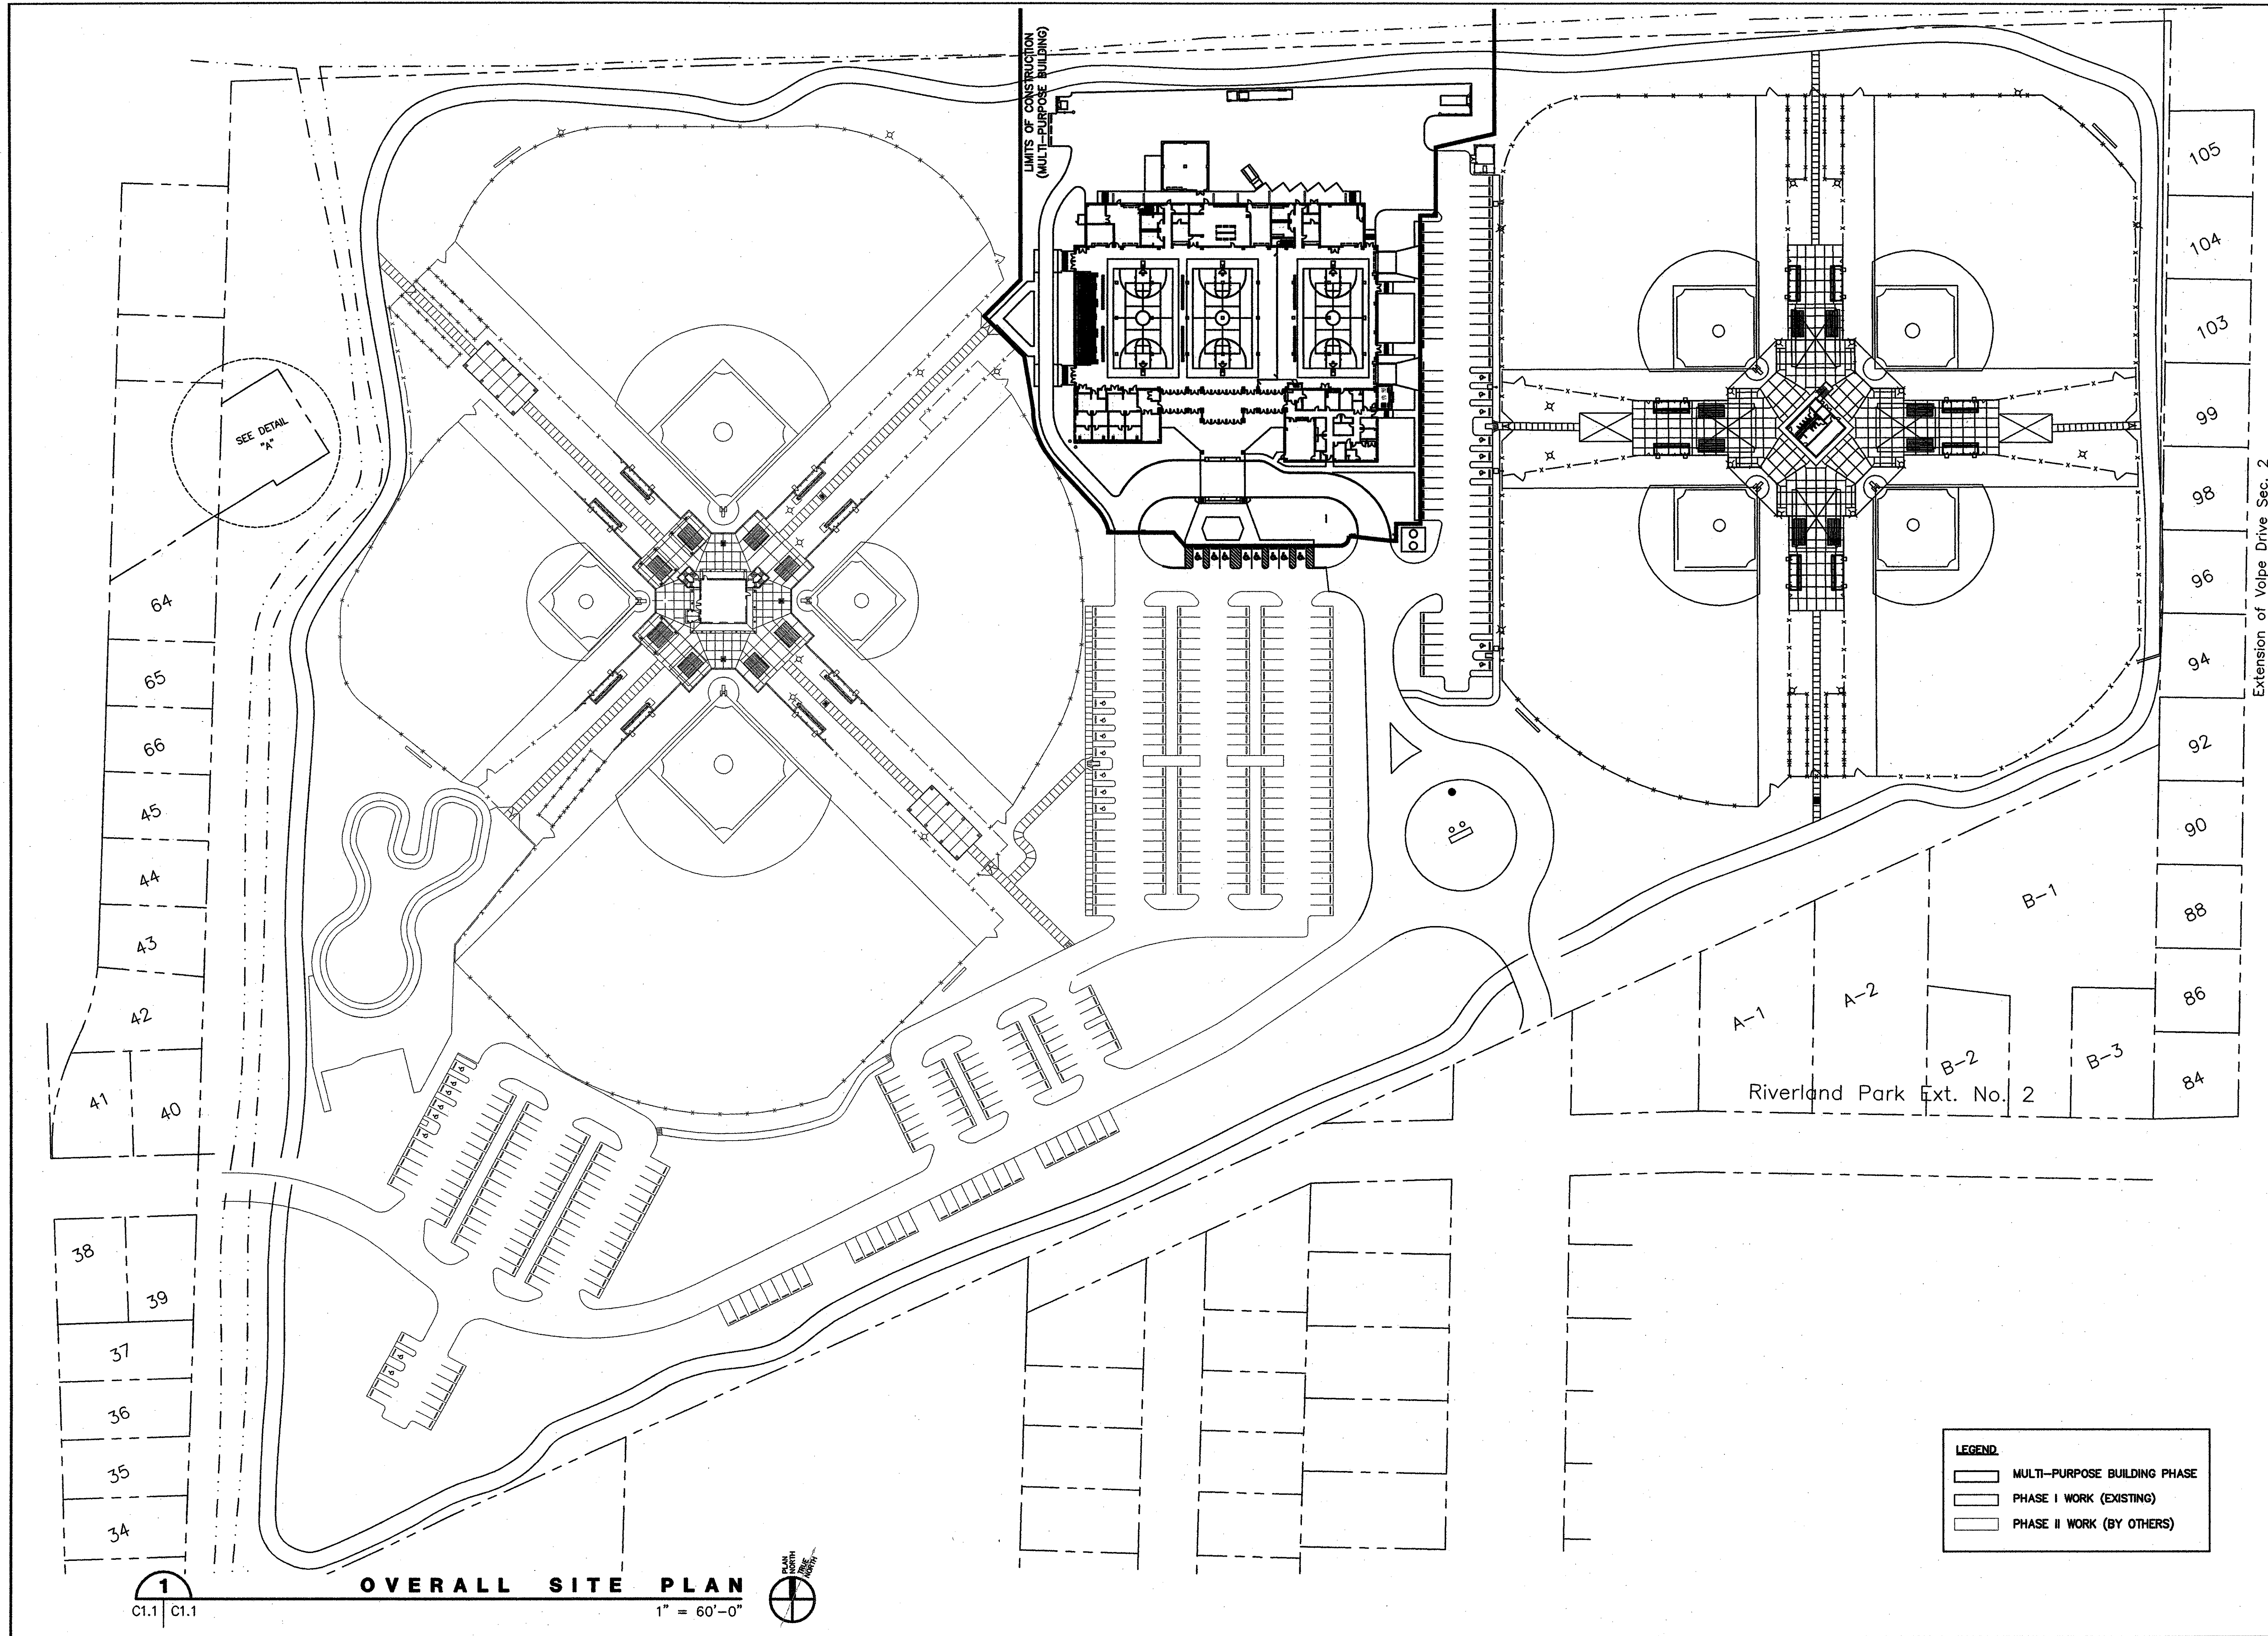 LIMITS OF CONSTRUCTION
(MULTI-PURPOSE BUILDING)
SEE DETAIL
"A"
64
65
66
45
44
43
42
41
40
38
39
37
36
35
34
105
104
103
99
98
96
94
92
90
88
86
84
Extension of Volpe Drive Sec. 2
B-1
A-1
A-2
B-2
B-3
Riverland Park Ext. No. 2
LEGEND
MULTI-PURPOSE BUILDING PHASE
PHASE I WORK (EXISTING)
PHASE II WORK (BY OTHERS)
1
C1.1 C1.1
OVERALL SITE PLAN
1" = 60'-0"
PLAN
NORTH
TRUE
NORTH